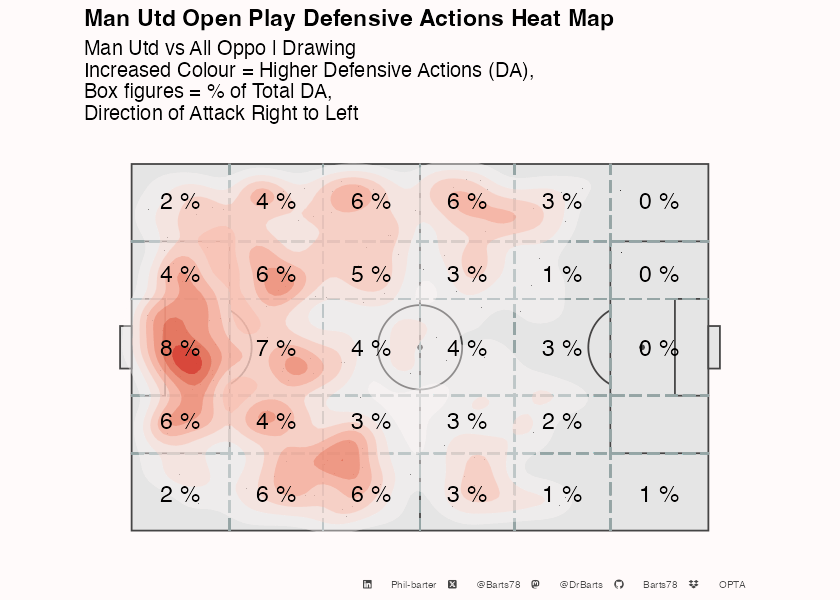 Man Utd Open Play Defensive Actions Heat Map
Man Utd vs All Oppo | Drawing
Increased Colour = Higher Defensive Actions (DA),
Box figures = % of Total DA,
Direction of Attack Right to Left
2 % 4 % 6 % 6 % 3 % 0 %
4 % 6 % 5 % 3 % 1 % 0 %
8 % 7 % 4 % 4 % 3 % 0 %
6 % 4 % 3 % 3 % 2 %
2 % 6 % 6 % 3 % 1 % 1 %
Phil-barter @Barts78 @DrBarts Barts78 OPTA